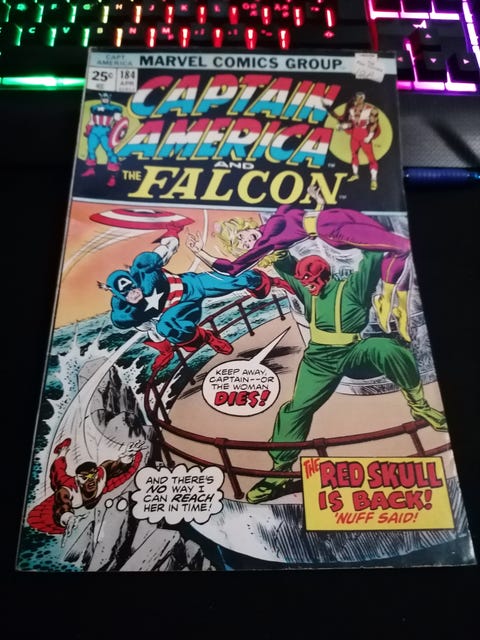 CAPT.
AMERICA
MARVEL COMICS GROUP
25¢
184
APR
CAPTAIN
AMERICA
AND
THE FALCON
KEEP AWAY,
CAPTAIN--OR
THE WOMAN
DIES!
AND THERE'S
NO WAY I
CAN REACH
HER IN TIME!
THE RED SKULL
IS BACK!
'NUFF SAID!